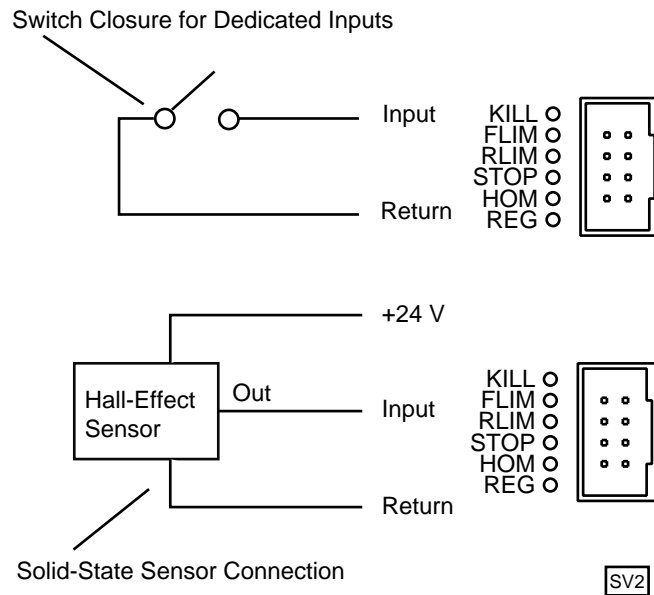 Switch Closure for Dedicated Inputs
Input
Return
KILL
FLIM
RLIM
STOP
HOM
REG
+24 V
Hall-Effect
Sensor
Out
Input
Return
KILL
FLIM
RLIM
STOP
HOM
REG
Solid-State Sensor Connection
SV2